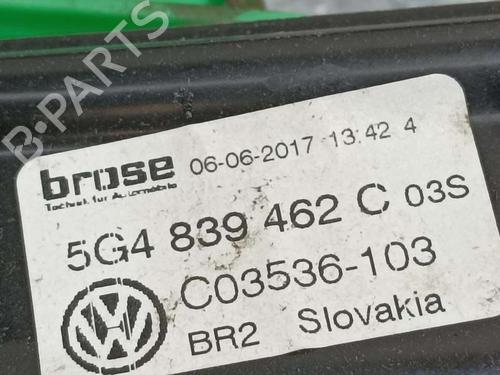 B-PARTS
brose 06-06-2017 13:42 4
Technik für Automobile
5G4 839 462 C 03S
C03536-103
BR2 Slovakia